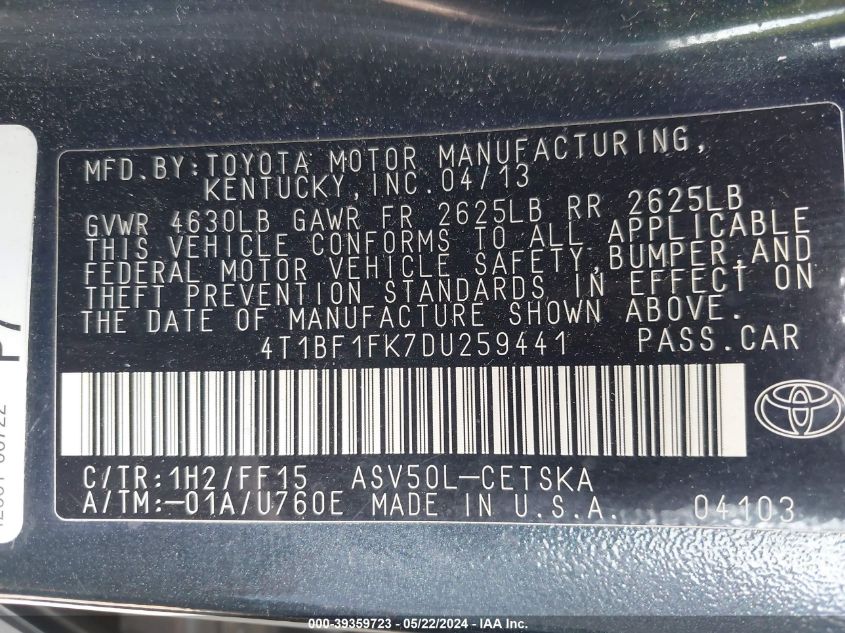 MFD.BY:TOYOTA MOTOR MANUFACTURING,
KENTUCKY,INC.04/13
GVWR 4630LB GAWR FR 2625LB RR 2625LB
THIS VEHICLE CONFORMS TO ALL APPLICABLE
FEDERAL MOTOR VEHICLE SAFETY,BUMPER,AND
THEFT PREVENTION STANDARDS IN EFFECT ON
THE DATE OF MANUFACTURE SHOWN ABOVE.
4T1BF1FK7DU259441 PASS.CAR
C/TR:1H2/FF15 ASV50L-CETSKA
A/TM:-01A/U760E MADE IN U.S.A. 04103
©IAA - 39359723 - 05/22/2024 - IAA Inc.